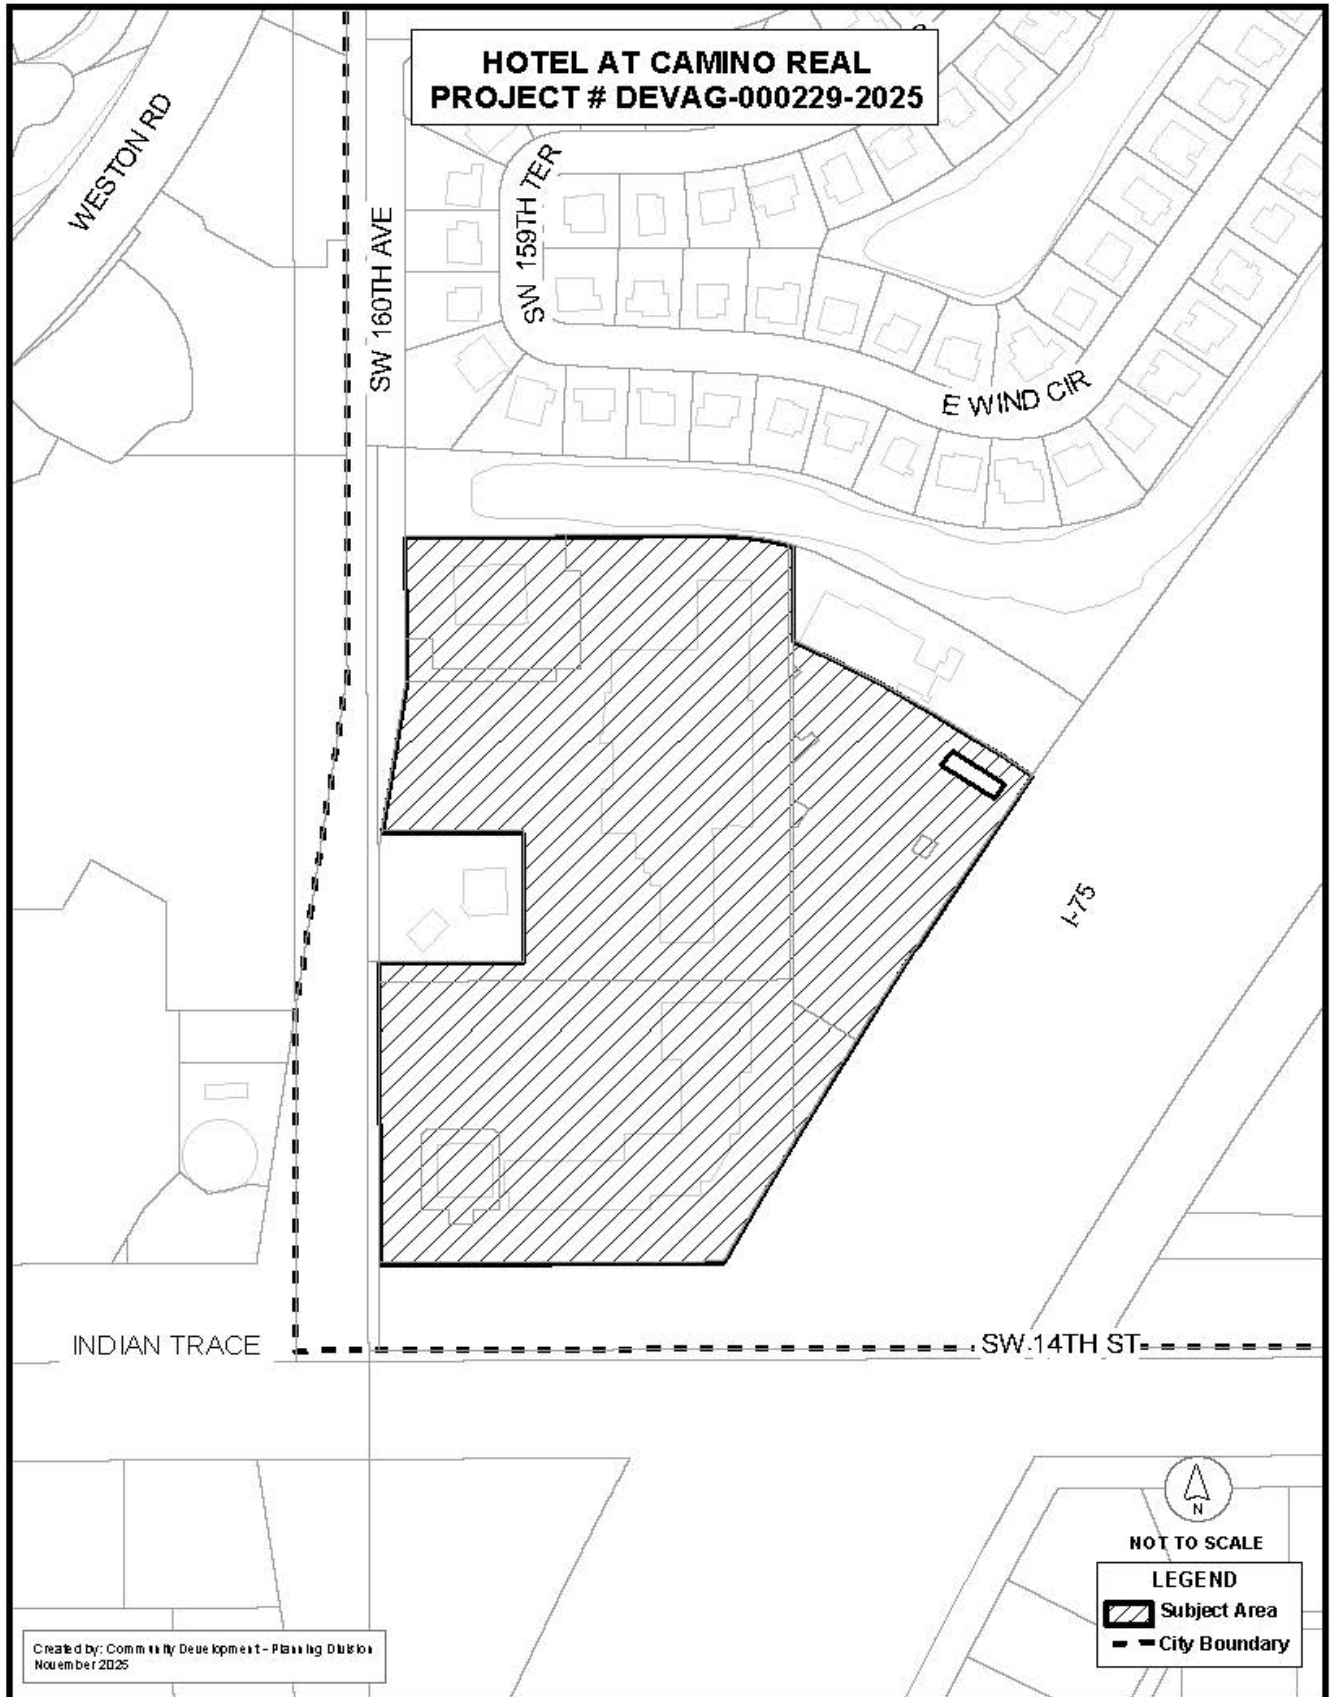 HOTEL AT CAMINO REAL
PROJECT # DEVAG-000229-2025
WESTON RD
SW 160TH AVE
SW 159TH TER
E WIND CIR
I-75
INDIAN TRACE
SW 14TH ST
N
NOT TO SCALE
LEGEND
Subject Area
City Boundary
Created by: Community Development - Planning Division
November 2025